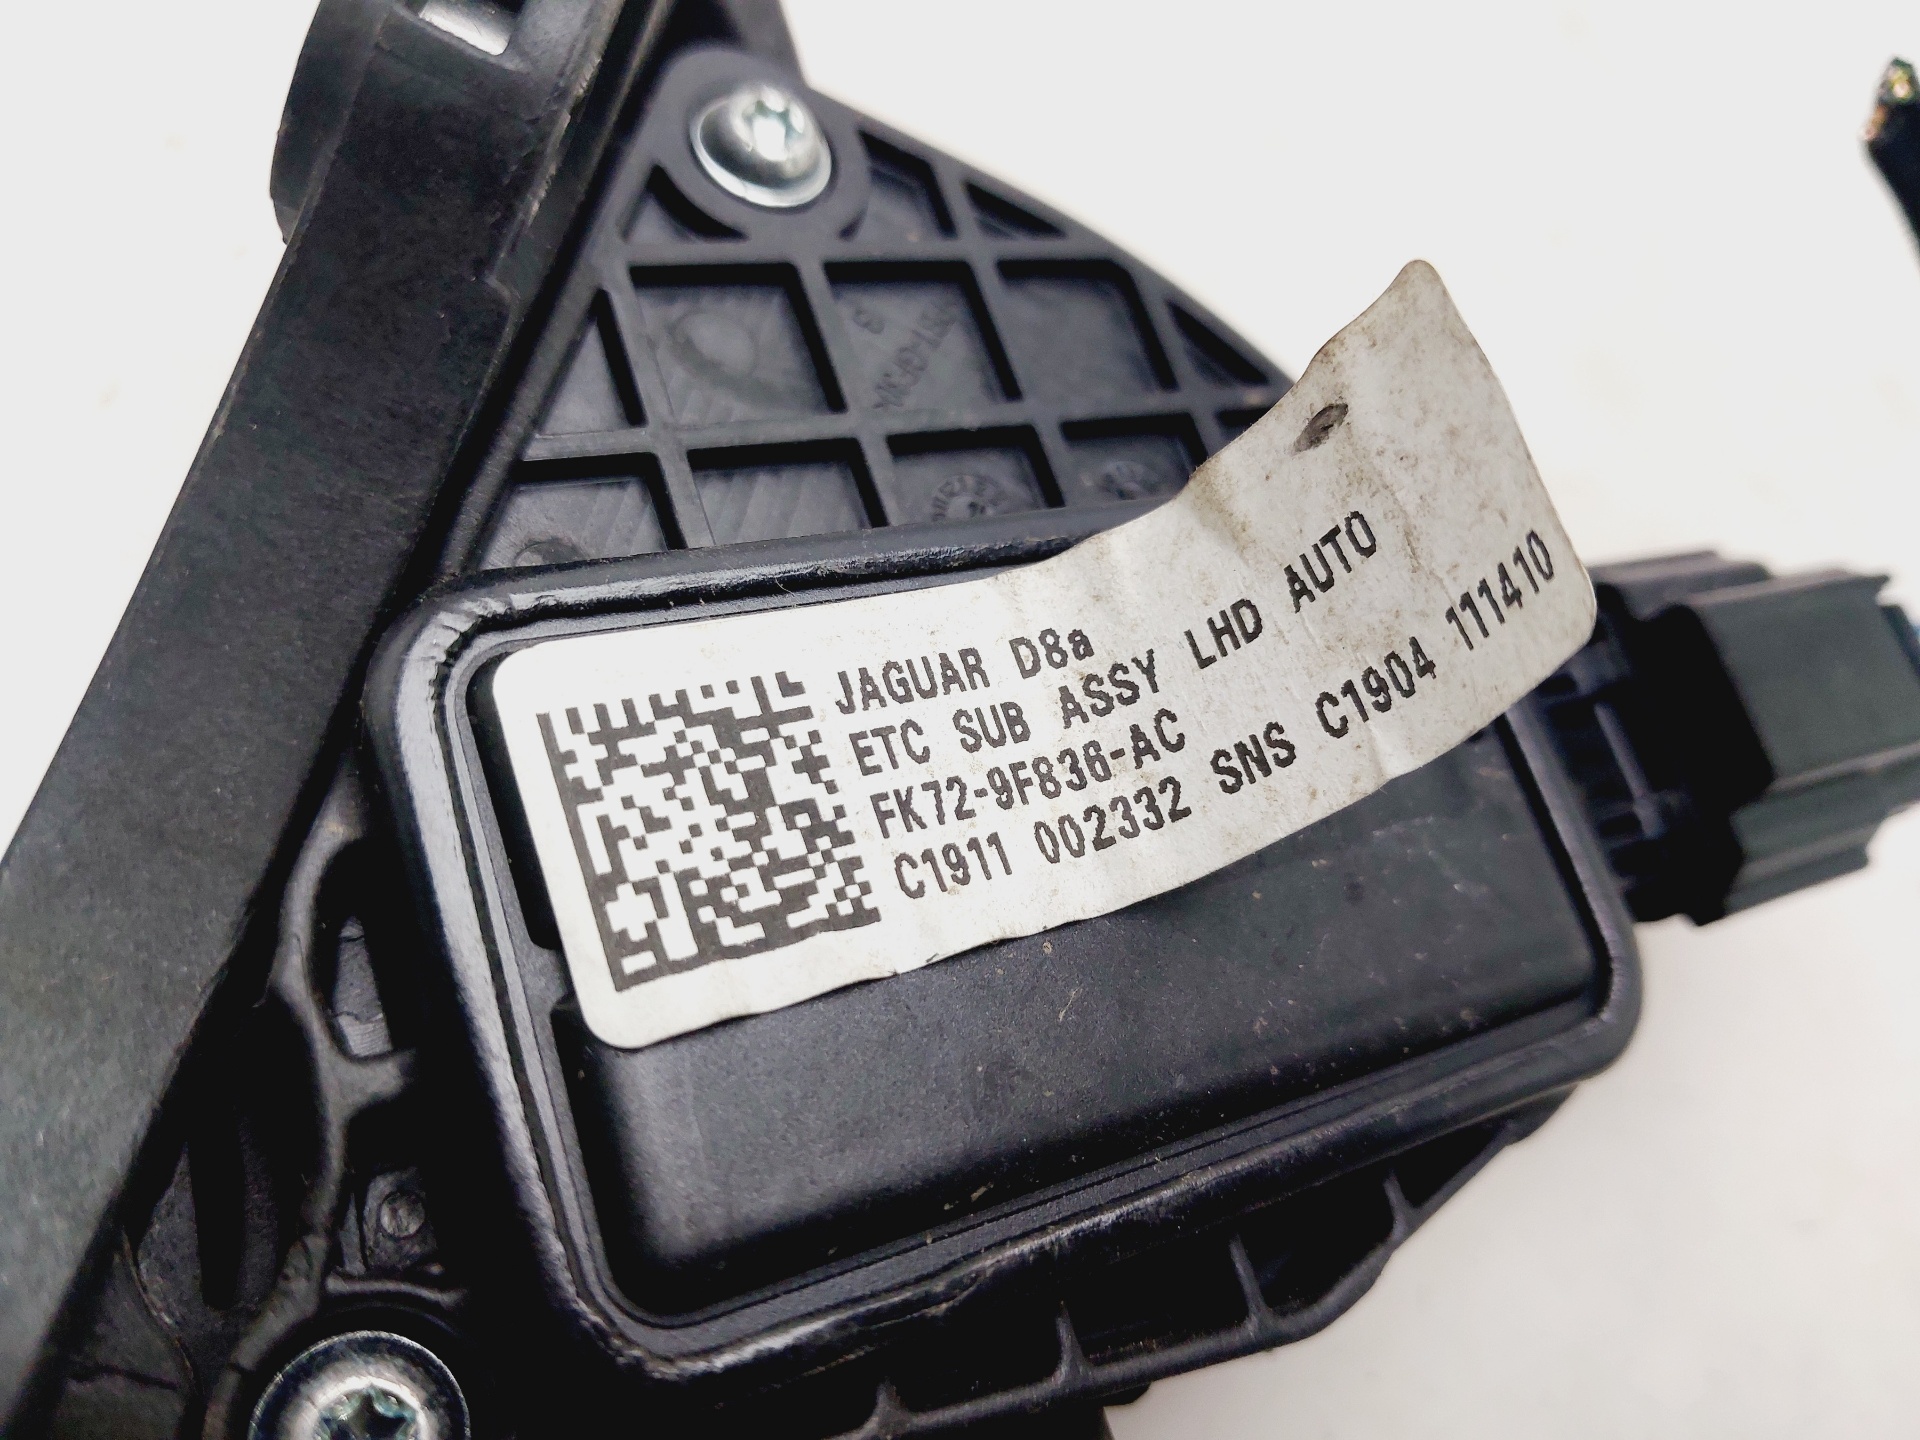 JAGUAR D8a
ETC SUB ASSY LHD AUTO
FK72-9F836-AC
C1911 002332 SNS C1904 111410